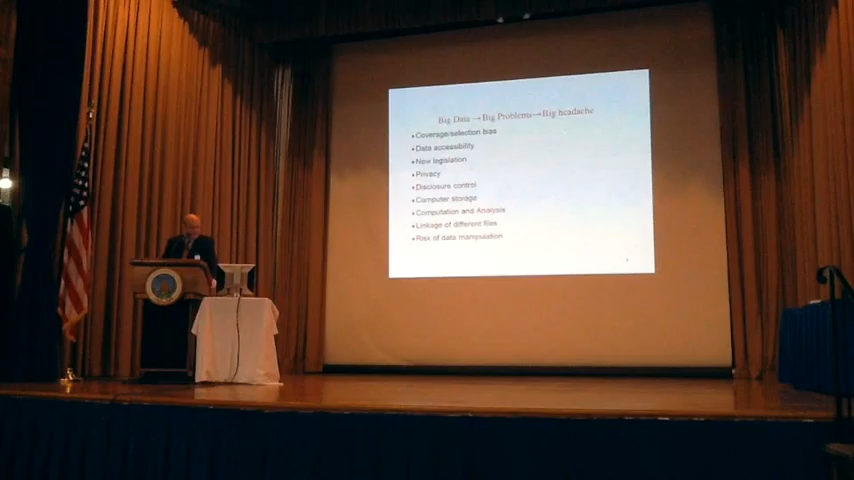 Big Data →Big Problems→Big headache
•Coverage/selection bias
•Data accessibility
•New legislation
•Privacy
•Disclosure control
•Computer storage
•Computation and Analysis
•Linkage of different files
•Risk of data manipulation